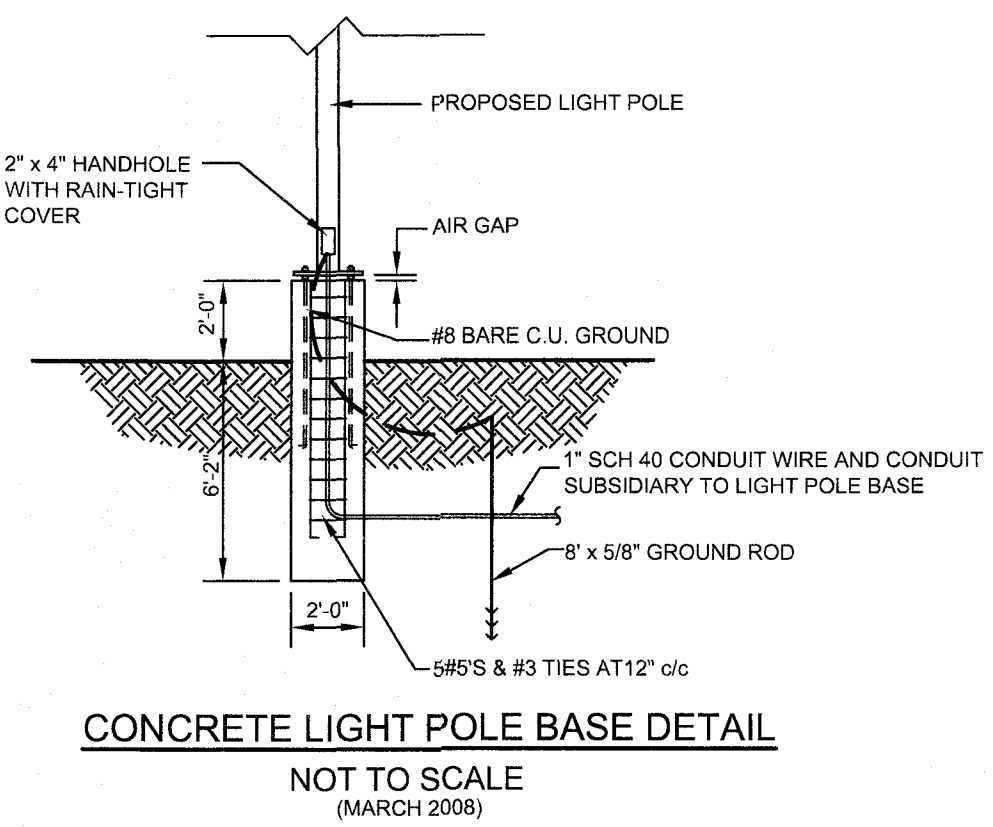 PROPOSED LIGHT POLE
2" x 4" HANDHOLE
WITH RAIN-TIGHT
COVER
AIR GAP
2'-0"
#8 BARE C.U. GROUND
6'-2"
1" SCH 40 CONDUIT WIRE AND CONDUIT
SUBSIDIARY TO LIGHT POLE BASE
8' x 5/8" GROUND ROD
2'-0"
5#5'S & #3 TIES AT12" c/c
CONCRETE LIGHT POLE BASE DETAIL
NOT TO SCALE
(MARCH 2008)